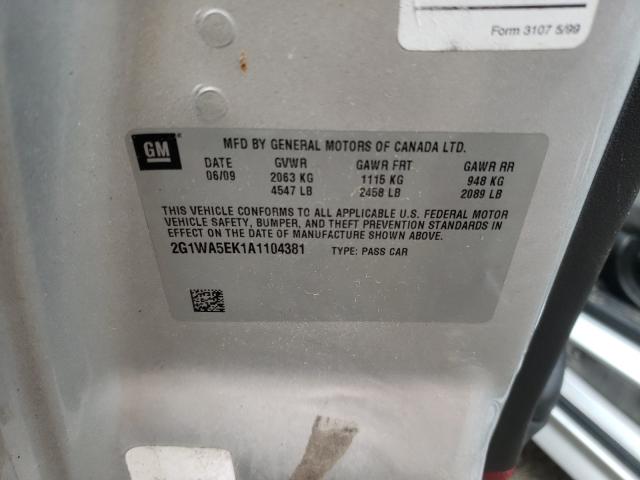 Form 3107 5/99
GM
MFD BY GENERAL MOTORS OF CANADA LTD.
DATE GVWR GAWR FRT GAWR RR
06/09 2063 KG 1115 KG 948 KG
4547 LB 2458 LB 2089 LB
THIS VEHICLE CONFORMS TO ALL APPLICABLE U.S. FEDERAL MOTOR
VEHICLE SAFETY, BUMPER, AND THEFT PREVENTION STANDARDS IN
EFFECT ON THE DATE OF MANUFACTURE SHOWN ABOVE.
2G1WA5EK1A1104381 TYPE: PASS CAR